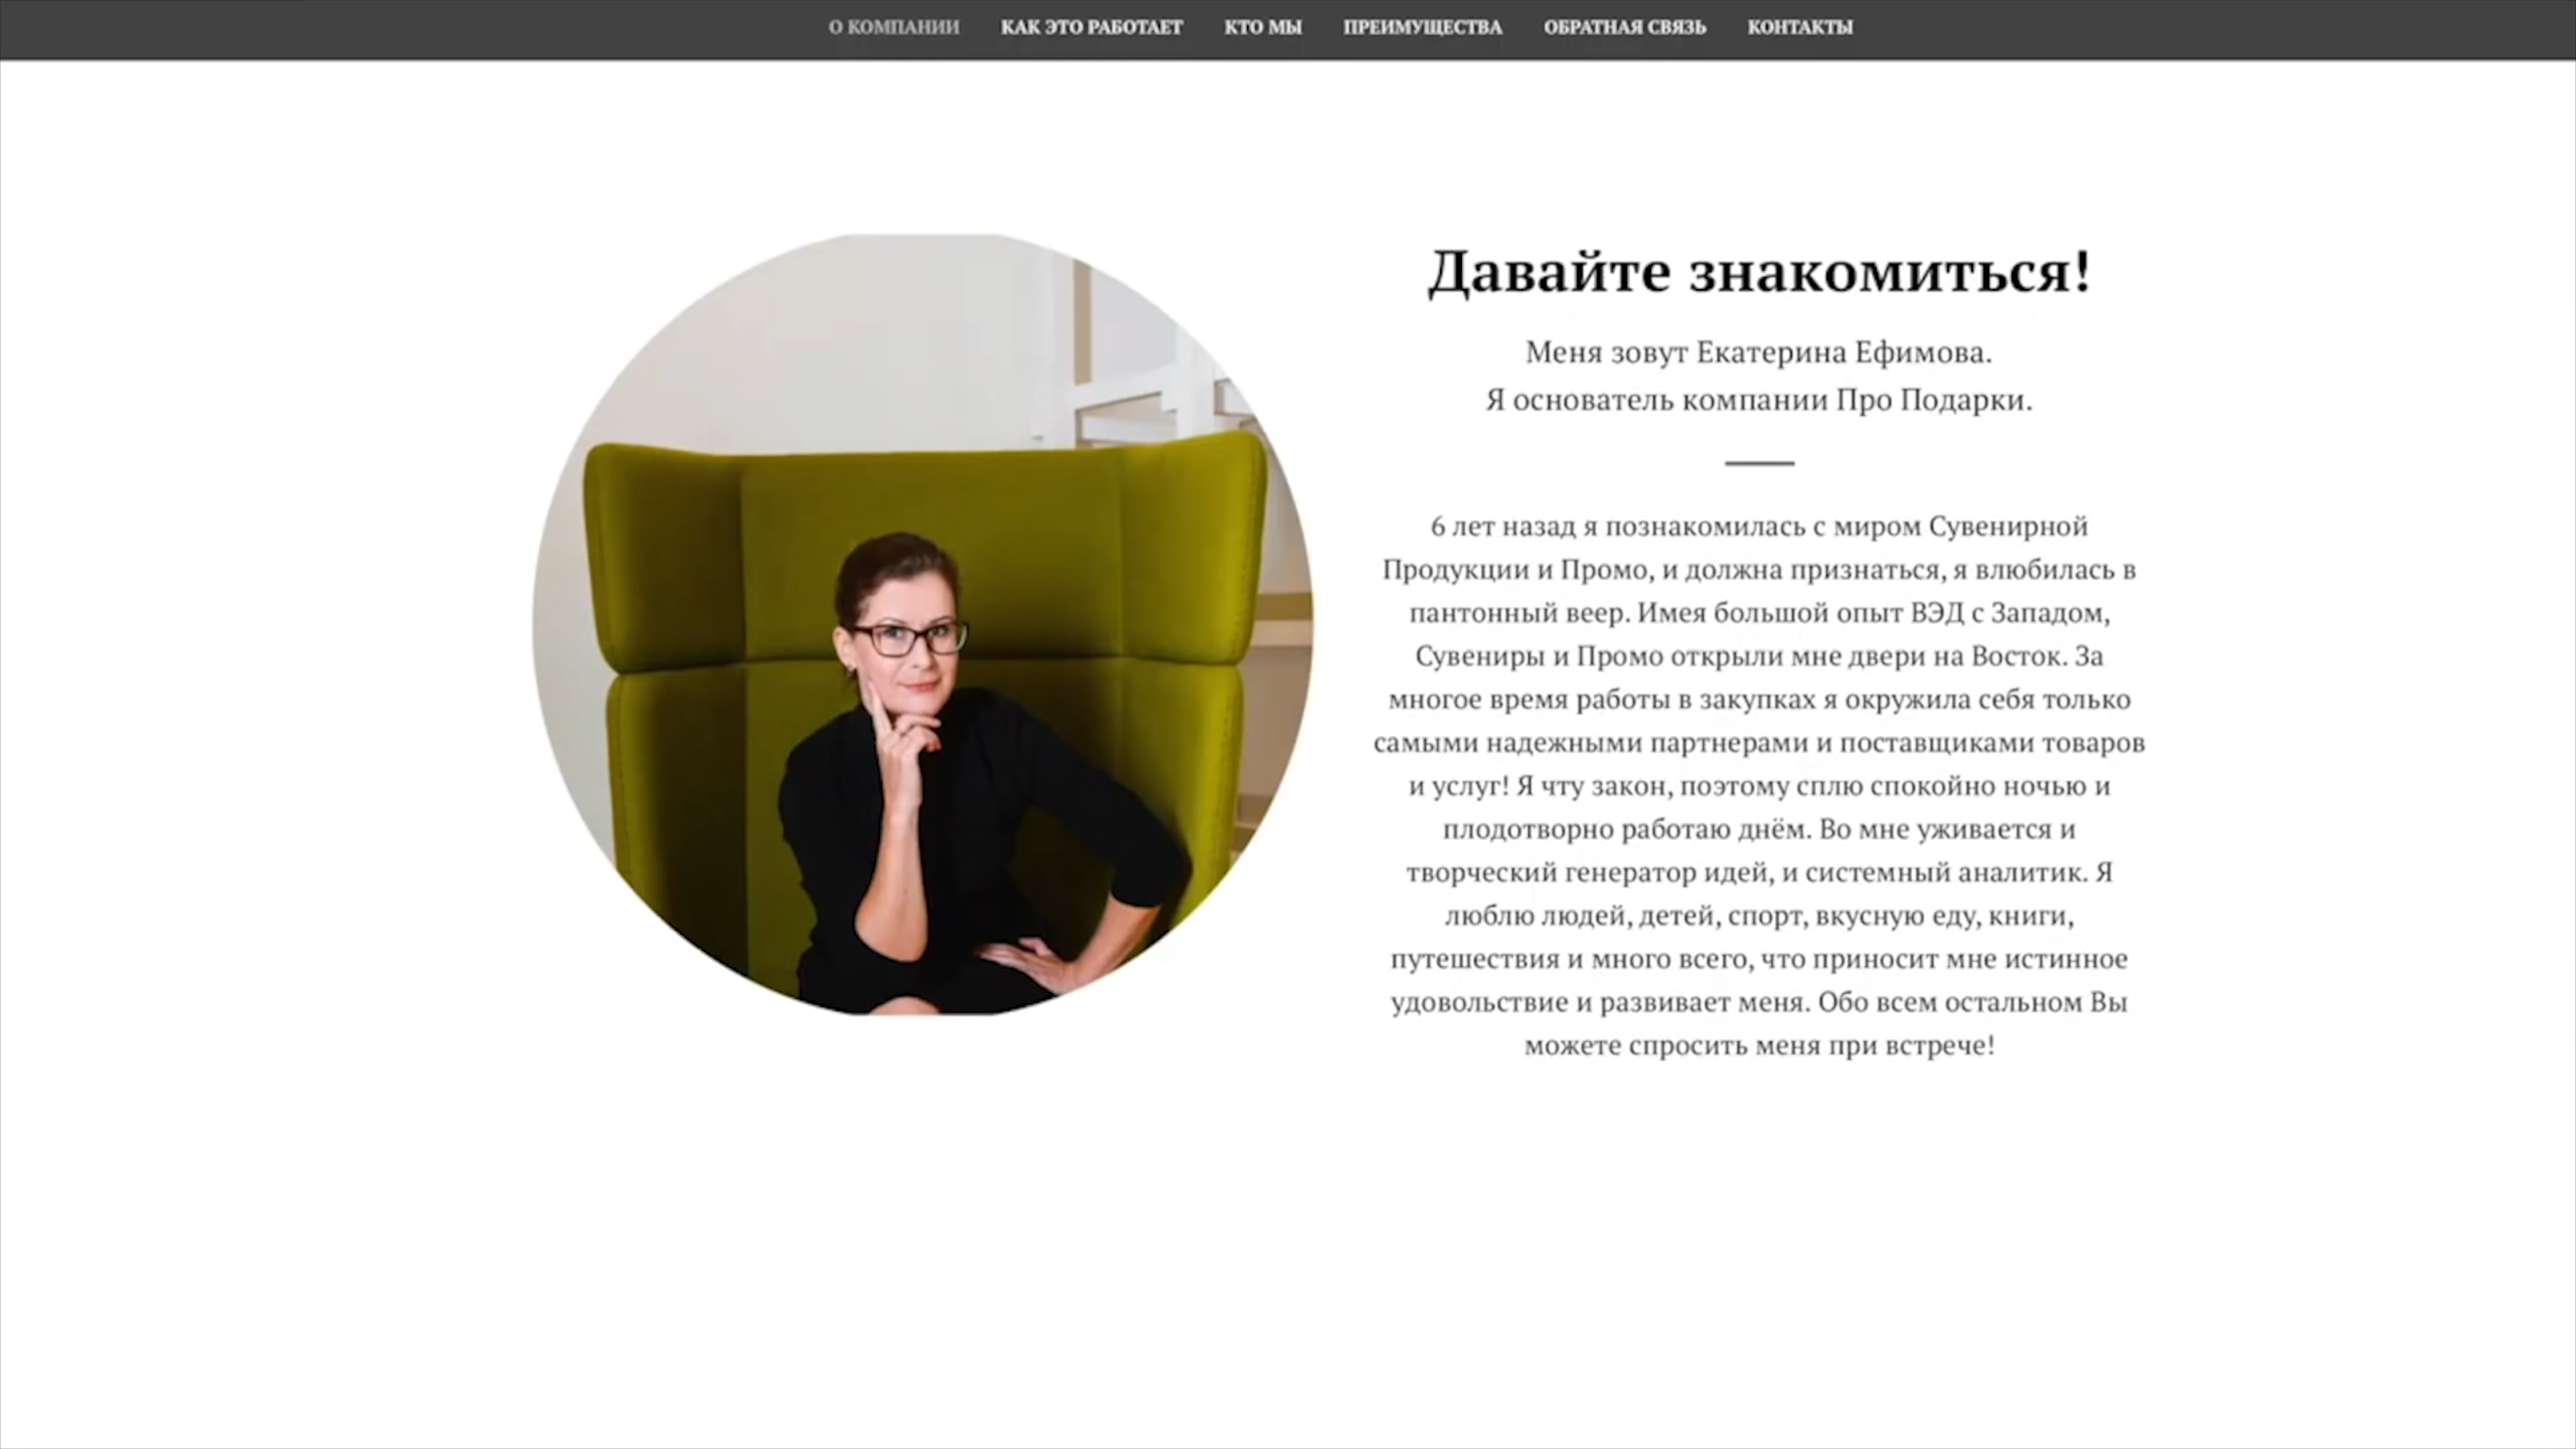 О КОМПАНИИ КАК ЭТО РАБОТАЕТ КТО МЫ ПРЕИМУЩЕСТВА ОБРАТНАЯ СВЯЗЬ КОНТАКТЫ
Давайте знакомиться!
Меня зовут Екатерина Ефимова.
Я основатель компании Про Подарки.
6 лет назад я познакомилась с миром Сувенирной
Продукции и Промо, и должна признаться, я влюбилась в
пантонный веер. Имея большой опыт ВЭД с Западом,
Сувениры и Промо открыли мне двери на Восток. За
многое время работы в закупках я окружила себя только
самыми надежными партнерами и поставщиками товаров
и услуг! Я чту закон, поэтому сплю спокойно ночью и
плодотворно работаю днём. Во мне уживается и
творческий генератор идей, и системный аналитик. Я
люблю людей, детей, спорт, вкусную еду, книги,
путешествия и много всего, что приносит мне истинное
удовольствие и развивает меня. Обо всем остальном Вы
можете спросить меня при встрече!